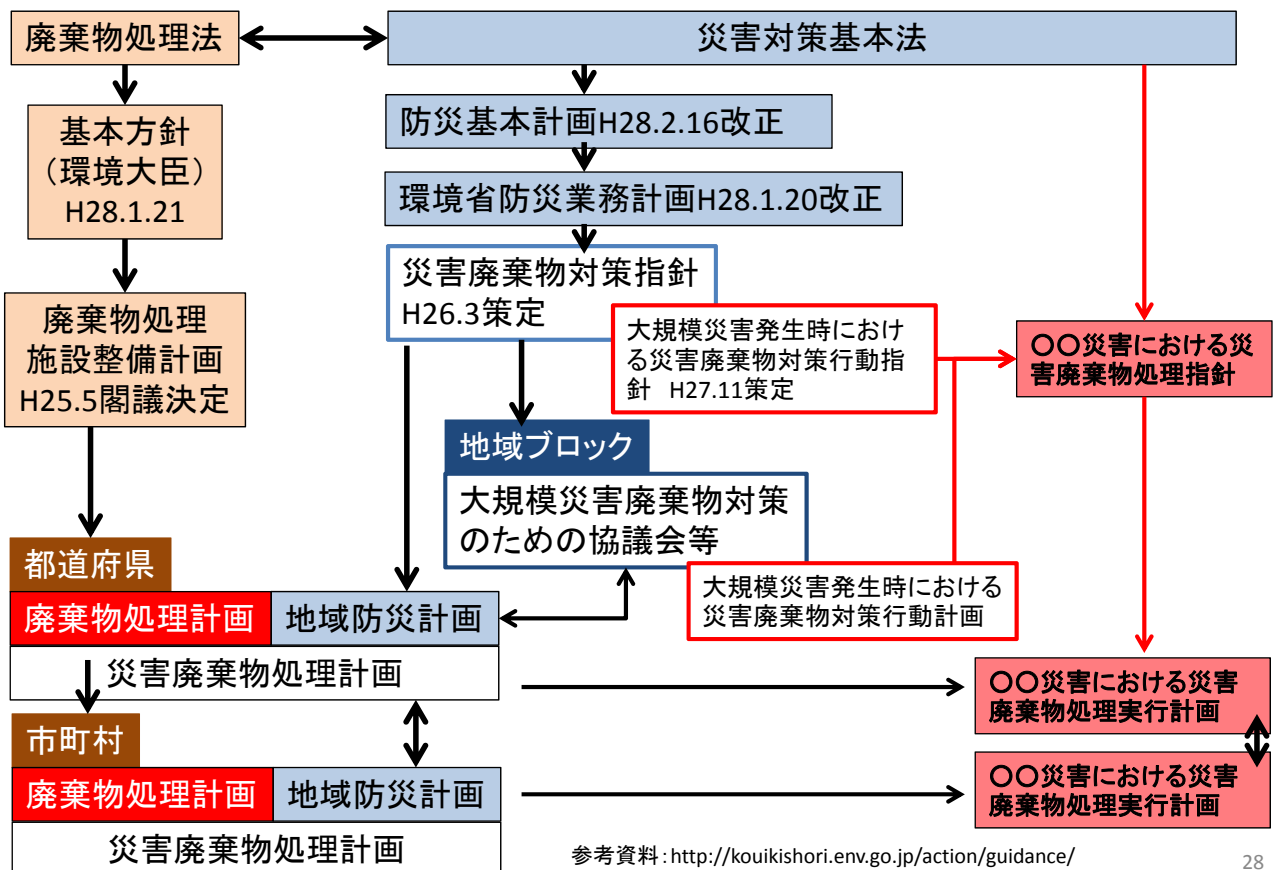 廃棄物処理法
災害対策基本法
基本方針
（環境大臣）
H28.1.21
防災基本計画H28.2.16改正
環境省防災業務計画H28.1.20改正
災害廃棄物対策指針
H26.3策定
廃棄物処理
施設整備計画
H25.5閣議決定
大規模災害発生時におけ
る災害廃棄物対策行動指
針　H27.11策定
〇〇災害における災
害廃棄物処理指針
地域ブロック
大規模災害廃棄物対策
のための協議会等
大規模災害発生時における
災害廃棄物対策行動計画
都道府県
廃棄物処理計画
地域防災計画
災害廃棄物処理計画
〇〇災害における災害
廃棄物処理実行計画
市町村
廃棄物処理計画
地域防災計画
災害廃棄物処理計画
〇〇災害における災害
廃棄物処理実行計画
参考資料：http://kouikishori.env.go.jp/action/guidance/
28